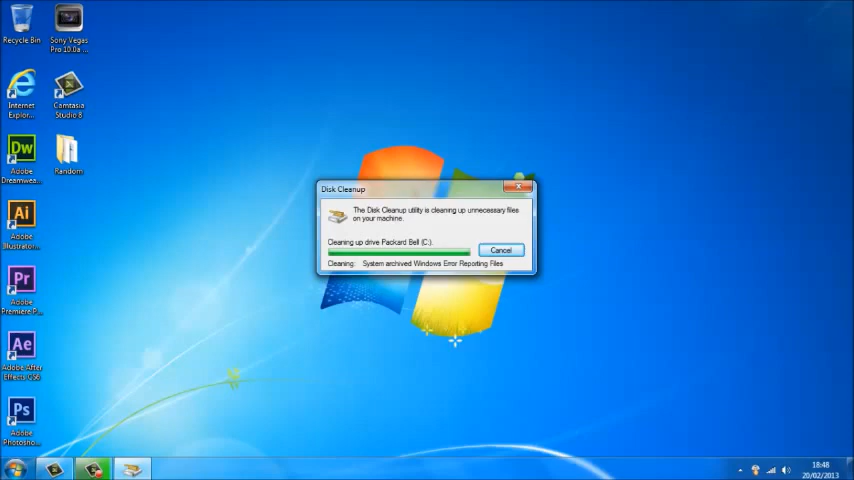 Recycle Bin
Sony Vegas
Pro 10.0a ...
Internet
Explor...
Camtasia
Studio 8
Dw
Adobe
Dreamwea...
Random
Ai
Adobe
Illustrator...
Pr
Adobe
Premiere P...
Ae
Adobe After
Effects CS6
Ps
Adobe
Photosho...
Disk Cleanup
The Disk Cleanup utility is cleaning up unnecessary files
on your machine.
Cleaning up drive Packard Bell (C:).
Cancel
Cleaning: System archived Windows Error Reporting Files
18:48
20/02/2013